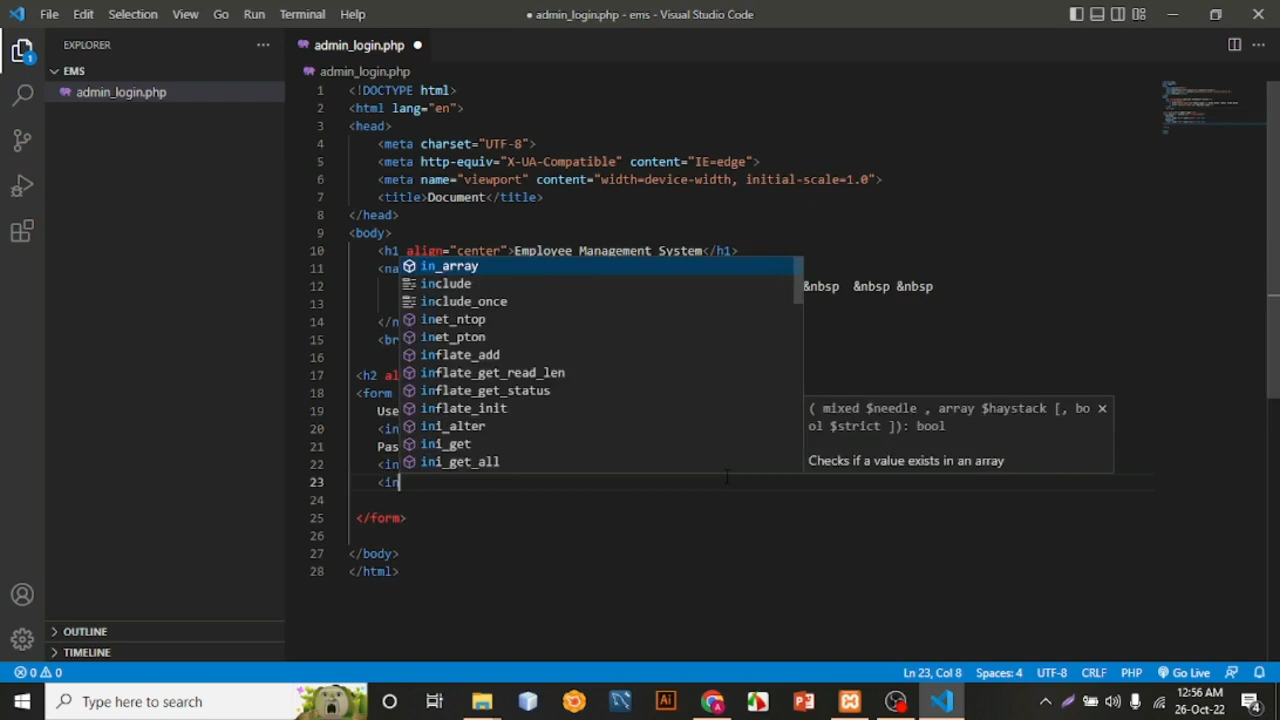 File Edit Selection View Go Run Terminal Help
● admin_login.php - ems - Visual Studio Code
EXPLORER
1
EMS
admin_login.php
admin_login.php
admin_login.php
1 <!DOCTYPE html>
2 <html lang="en">
3 <head>
4 <meta charset="UTF-8">
5 <meta http-equiv="X-UA-Compatible" content="IE=edge">
6 <meta name="viewport" content="width=device-width, initial-scale=1.0">
7 <title>Document</title>
8 </head>
9 <body>
10 <h1 align="center">Employee Management System</h1>
11 <na
12 &nbsp &nbsp &nbsp
13
14 </n
15 <br
16
17 <h2 al
18 <form
19 Use
20 <in
21 Pas
22 <in
23 <in
24
25 </form>
26
27 </body>
28 </html>
in_array
include
include_once
inet_ntop
inet_pton
inflate_add
inflate_get_read_len
inflate_get_status
inflate_init
ini_alter
ini_get
ini_get_all
( mixed $needle , array $haystack [, bo
ol $strict ]): bool
Checks if a value exists in an array
OUTLINE
TIMELINE
0 0
Ln 23, Col 8 Spaces: 4 UTF-8 CRLF PHP Go Live
Type here to search
12:56 AM
26-Oct-22
4